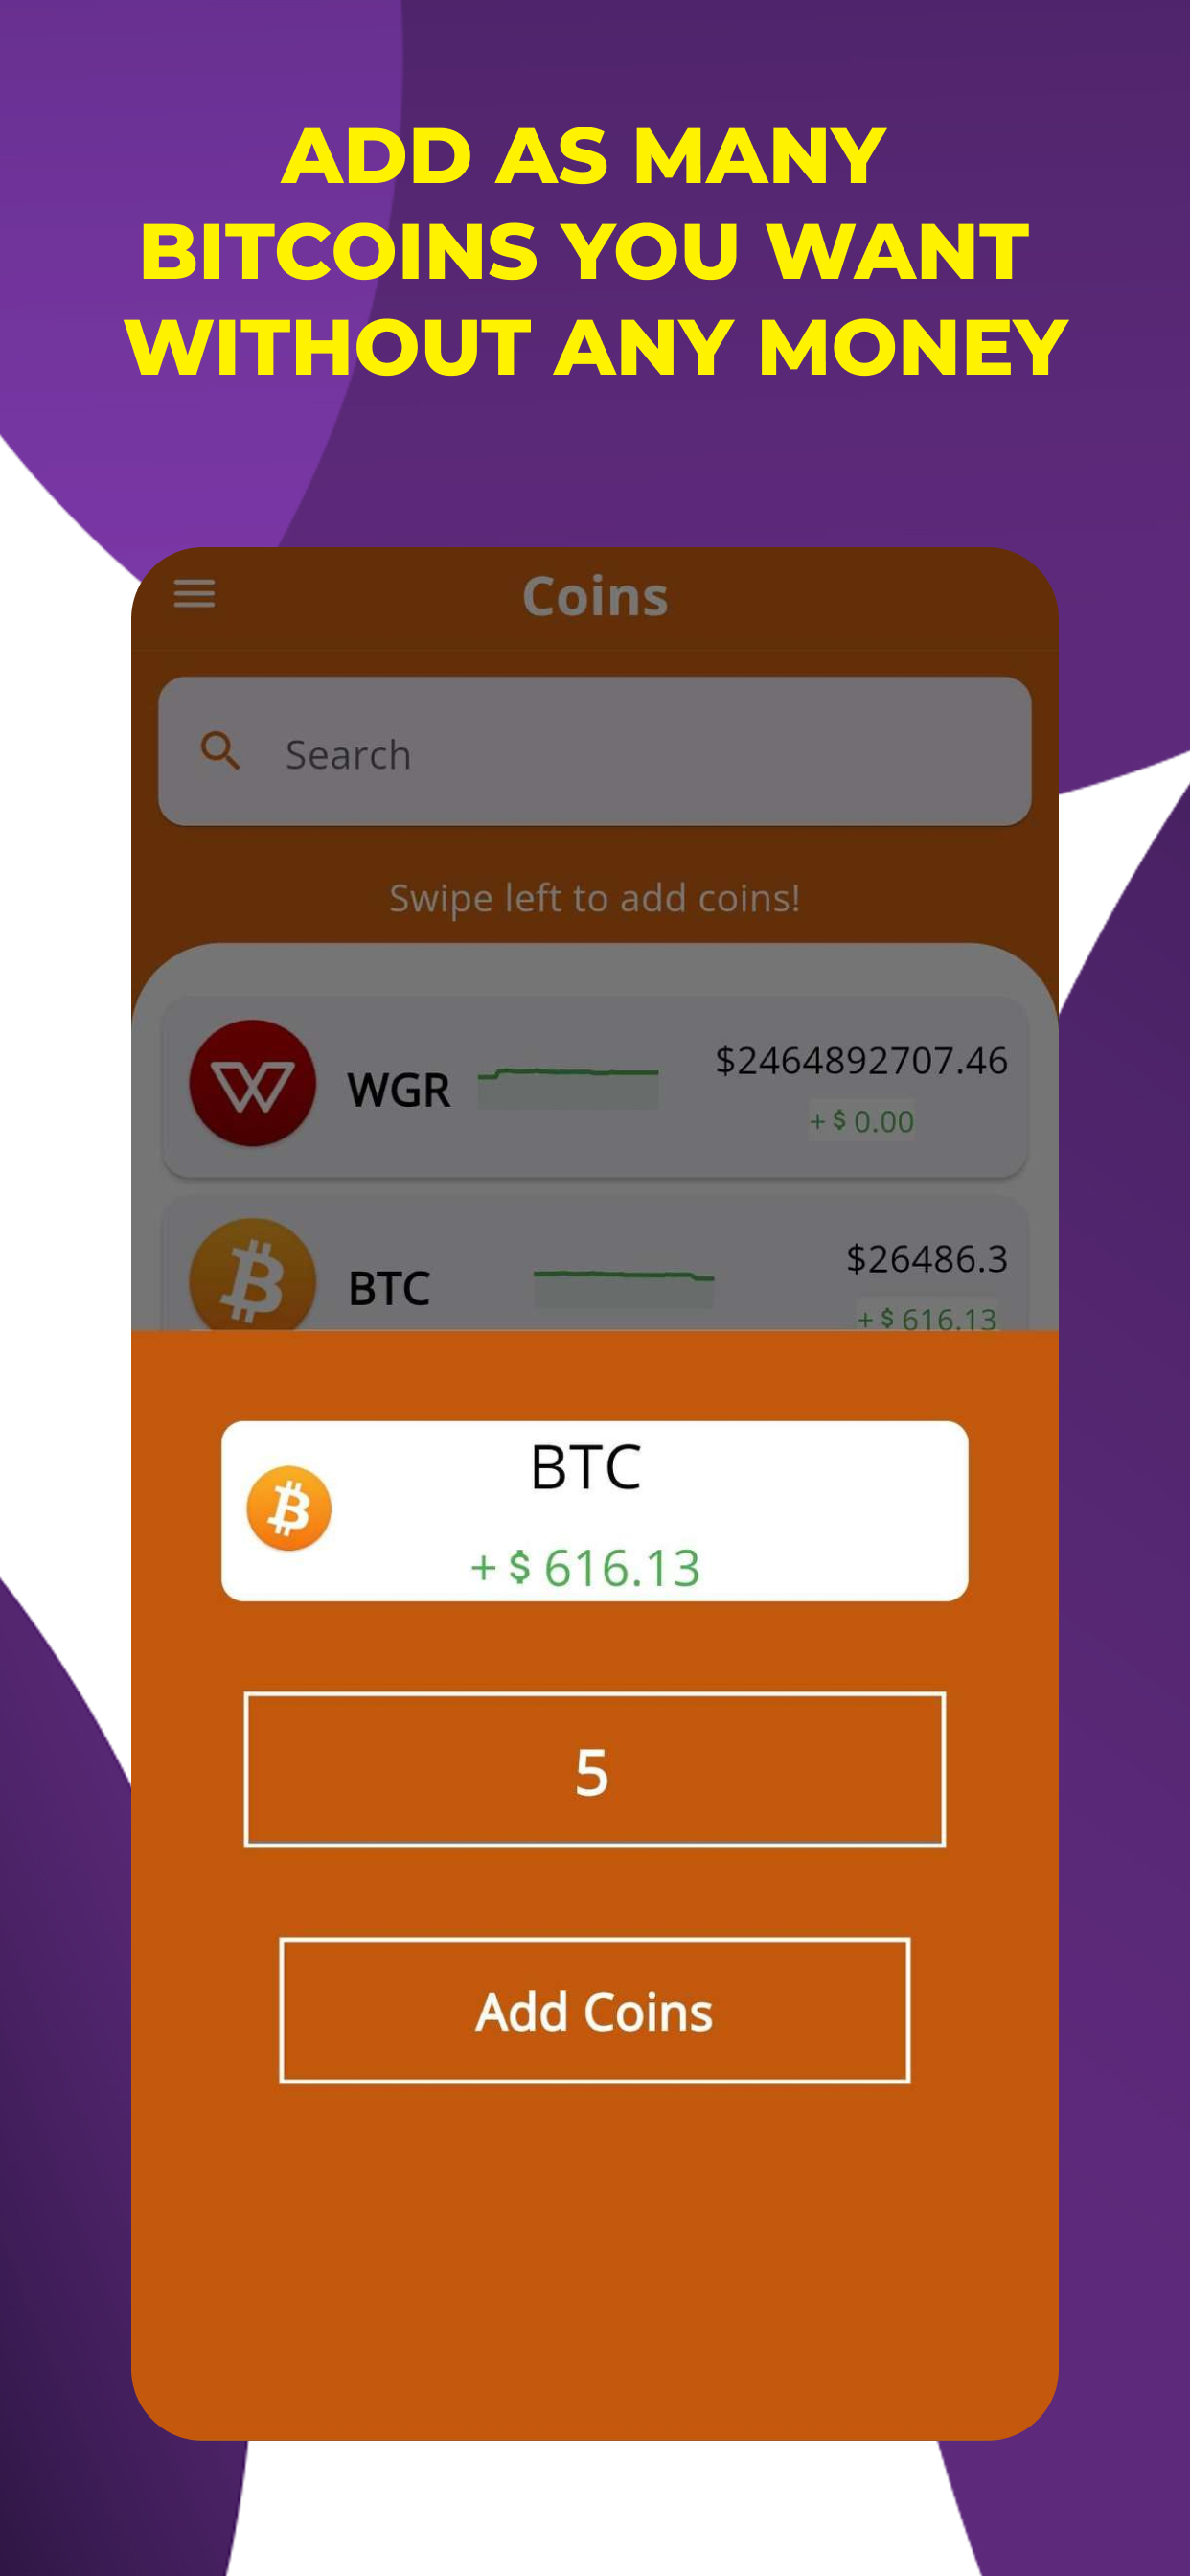 ADD AS MANY
BITCOINS YOU WANT
WITHOUT ANY MONEY
Coins
Search
Swipe left to add coins!
WGR
$2464892707.46
+ $ 0.00
BTC
$26486.3
+ $ 616.13
BTC
+ $ 616.13
5
Add Coins